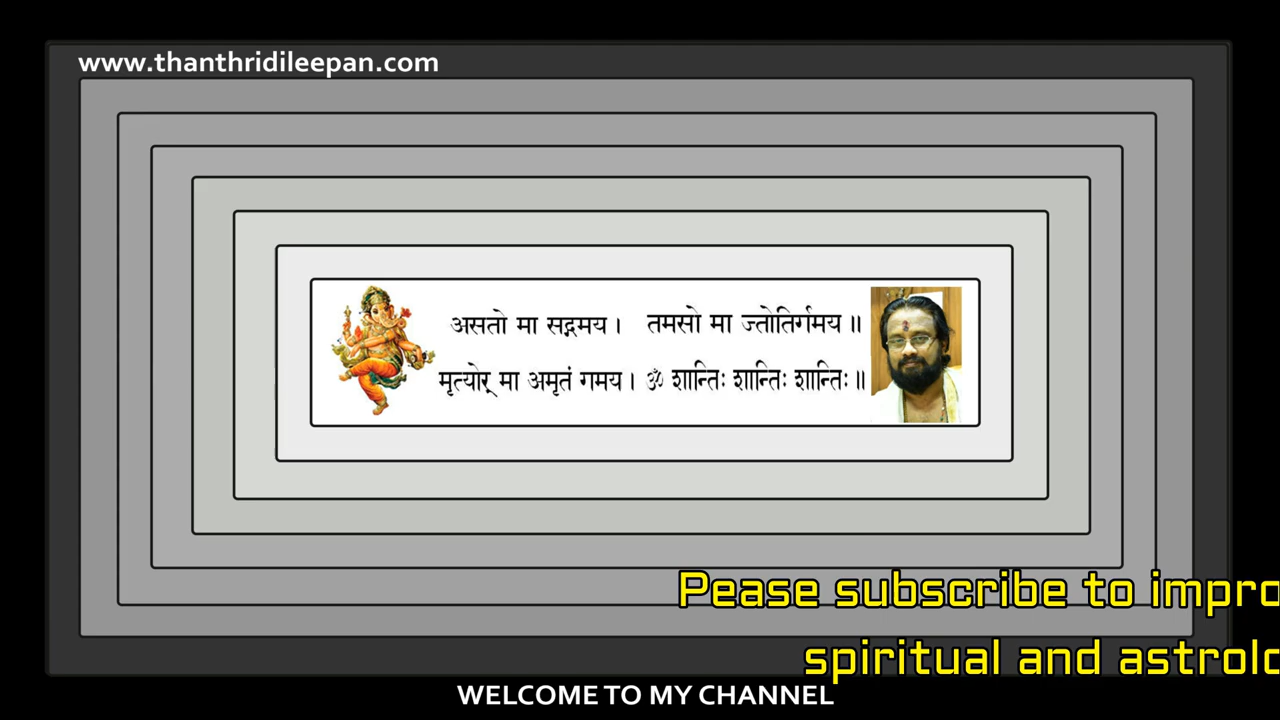 www.thanthridileepan.com
असतो मा सद्गमय । तमसो मा ज्तोतिर्गमय ॥
मृत्योर् मा अमृतं गमय । ॐ शान्तिः शान्तिः शान्तिः ॥
Pease subscribe to impro
spiritual and astrolo
WELCOME TO MY CHANNEL